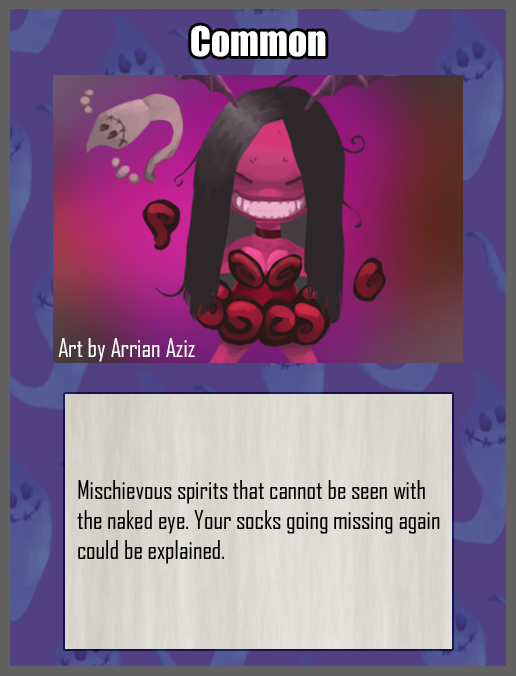 Common
Art by Arrian Aziz
Mischievous spirits that cannot be seen with
the naked eye. Your socks going missing again
could be explained.